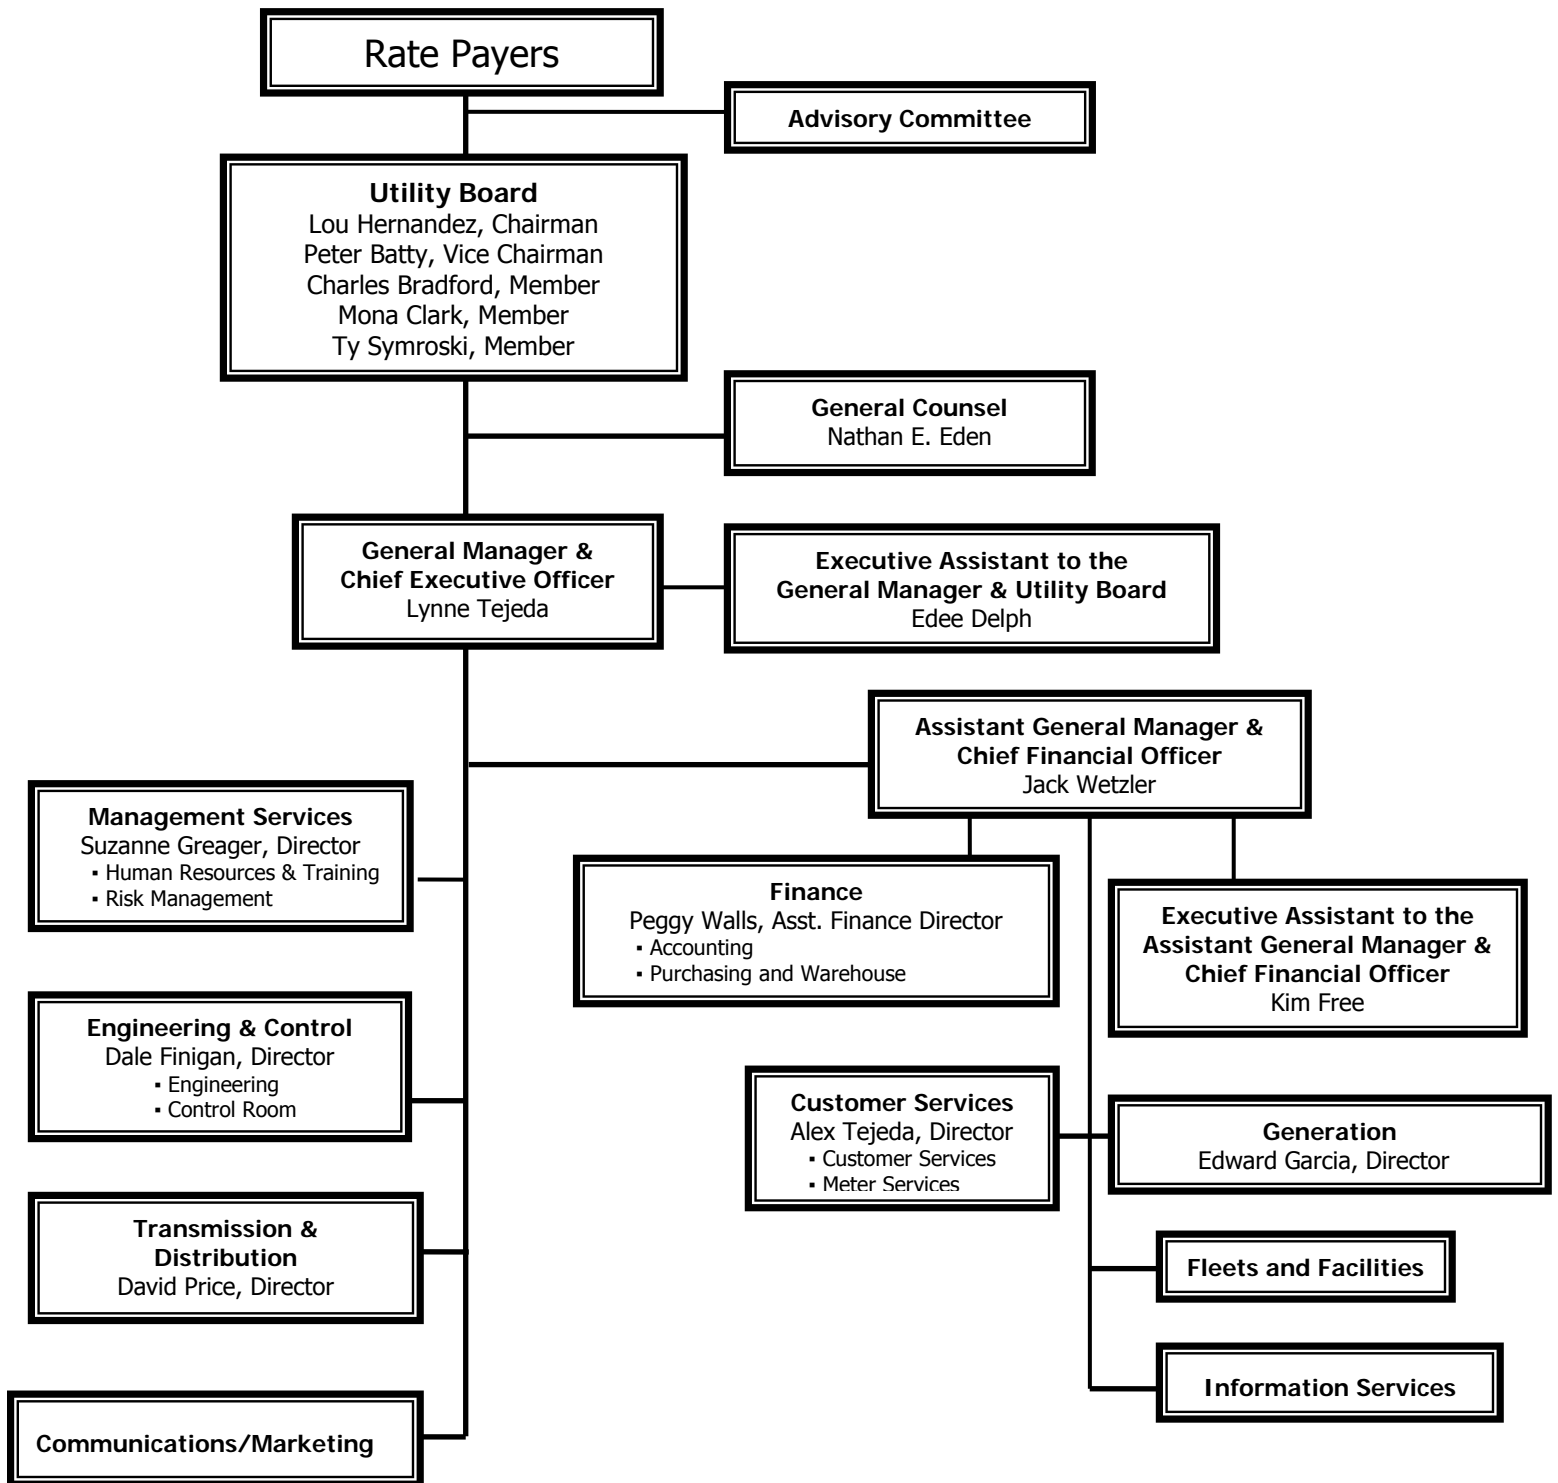 Rate Payers
Advisory Committee
Utility Board
Lou Hernandez, Chairman
Peter Batty, Vice Chairman
Charles Bradford, Member
Mona Clark, Member
Ty Symroski, Member
General Counsel
Nathan E. Eden
General Manager &
Chief Executive Officer
Lynne Tejeda
Executive Assistant to the
General Manager & Utility Board
Edee Delph
Assistant General Manager &
Chief Financial Officer
Jack Wetzler
Management Services
Suzanne Greager, Director
▪ Human Resources & Training
▪ Risk Management
Finance
Peggy Walls, Asst. Finance Director
▪ Accounting
▪ Purchasing and Warehouse
Executive Assistant to the
Assistant General Manager &
Chief Financial Officer
Kim Free
Engineering & Control
Dale Finigan, Director
▪ Engineering
▪ Control Room
Customer Services
Alex Tejeda, Director
▪ Customer Services
▪ Meter Services
Generation
Edward Garcia, Director
Transmission &
Distribution
David Price, Director
Fleets and Facilities
Information Services
Communications/Marketing